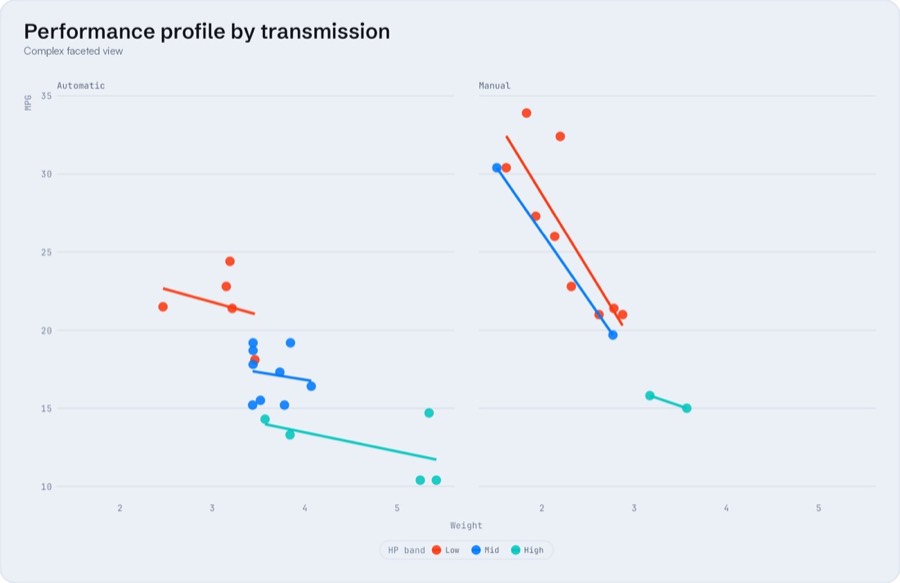 Performance profile by transmission
Complex faceted view
Automatic
Manual
MPG
35
30
25
20
15
10
2 3 4 5
2 3 4 5
Weight
HP band Low Mid High